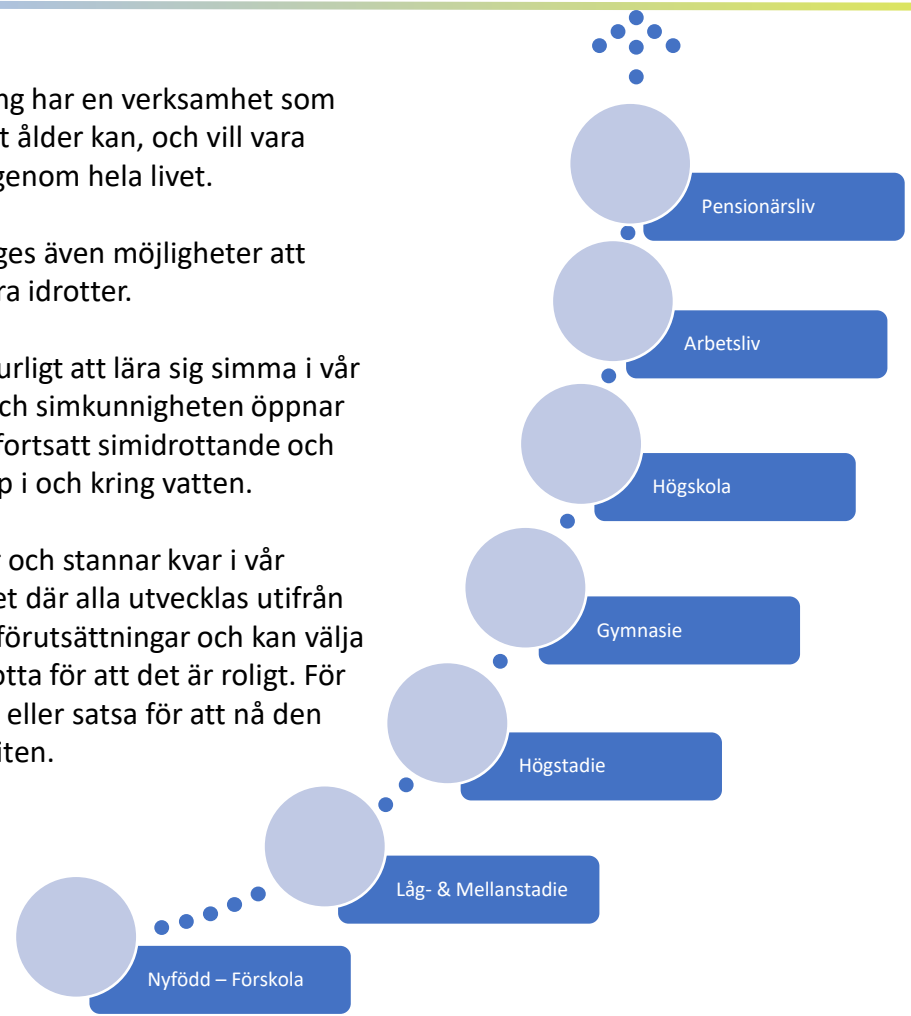 ng har en verksamhet som
t ålder kan, och vill vara
genom hela livet.
ges även möjligheter att
ra idrotter.
urligt att lära sig simma i vår
ch simkunnigheten öppnar
fortsatt simidrottande och
p i och kring vatten.
r och stannar kvar i vår
et där alla utvecklas utifrån
förutsättningar och kan välja
otta för att det är roligt. För
eller satsa för att nå den
iten.
Pensionärsliv
Arbetsliv
Högskola
Gymnasie
Högstadie
Låg- & Mellanstadie
Nyfödd – Förskola